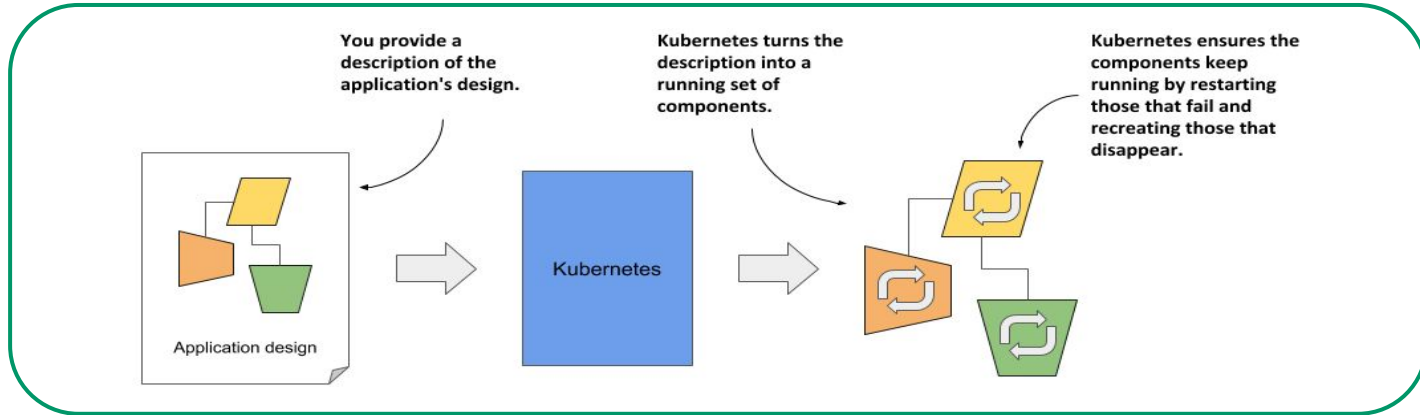 You provide a
description of the
application's design.
Kubernetes turns the
description into a
running set of
components.
Kubernetes ensures the
components keep
running by restarting
those that fail and
recreating those that
disappear.
Application design
Kubernetes